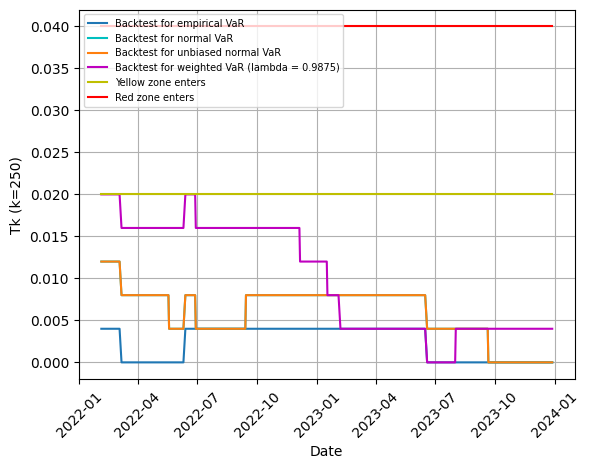 Backtest for empirical VaR
Backtest for normal VaR
Backtest for unbiased normal VaR
Backtest for weighted VaR (lambda = 0.9875)
Yellow zone enters
Red zone enters
Tk (k=250)
0.040
0.035
0.030
0.025
0.020
0.015
0.010
0.005
0.000
2022-01
2022-04
2022-07
2022-10
2023-01
2023-04
2023-07
2023-10
2024-01
Date